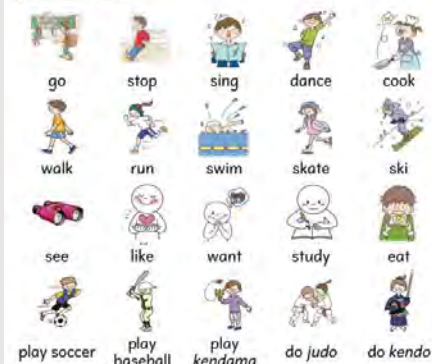 go stop sing dance cook
walk run swim skate ski
see like want study eat
play soccer play baseball play kendama do judo do kendo